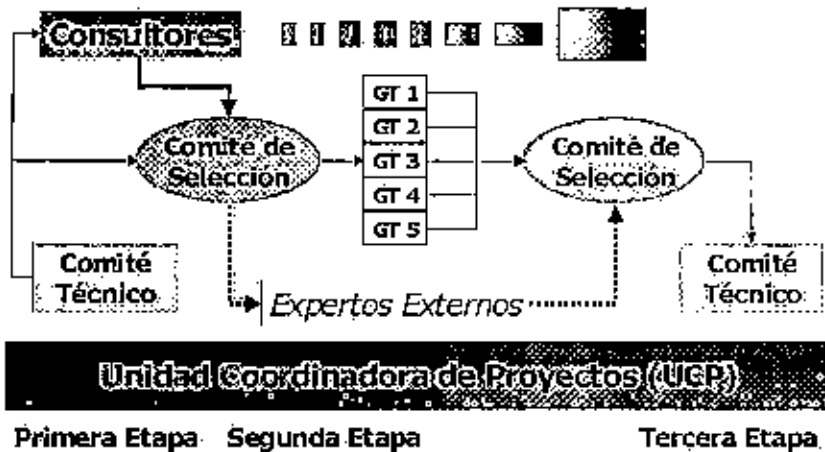 Consultores
GT 1
GT 2
GT 3
GT 4
GT 5
Comité de
Selección
Comité de
Selección
Comité
Técnico
Comité
Técnico
Expertos Externos
Unidad Coordinadora de Proyectos (UCP)
Primera Etapa Segunda Etapa Tercera Etapa